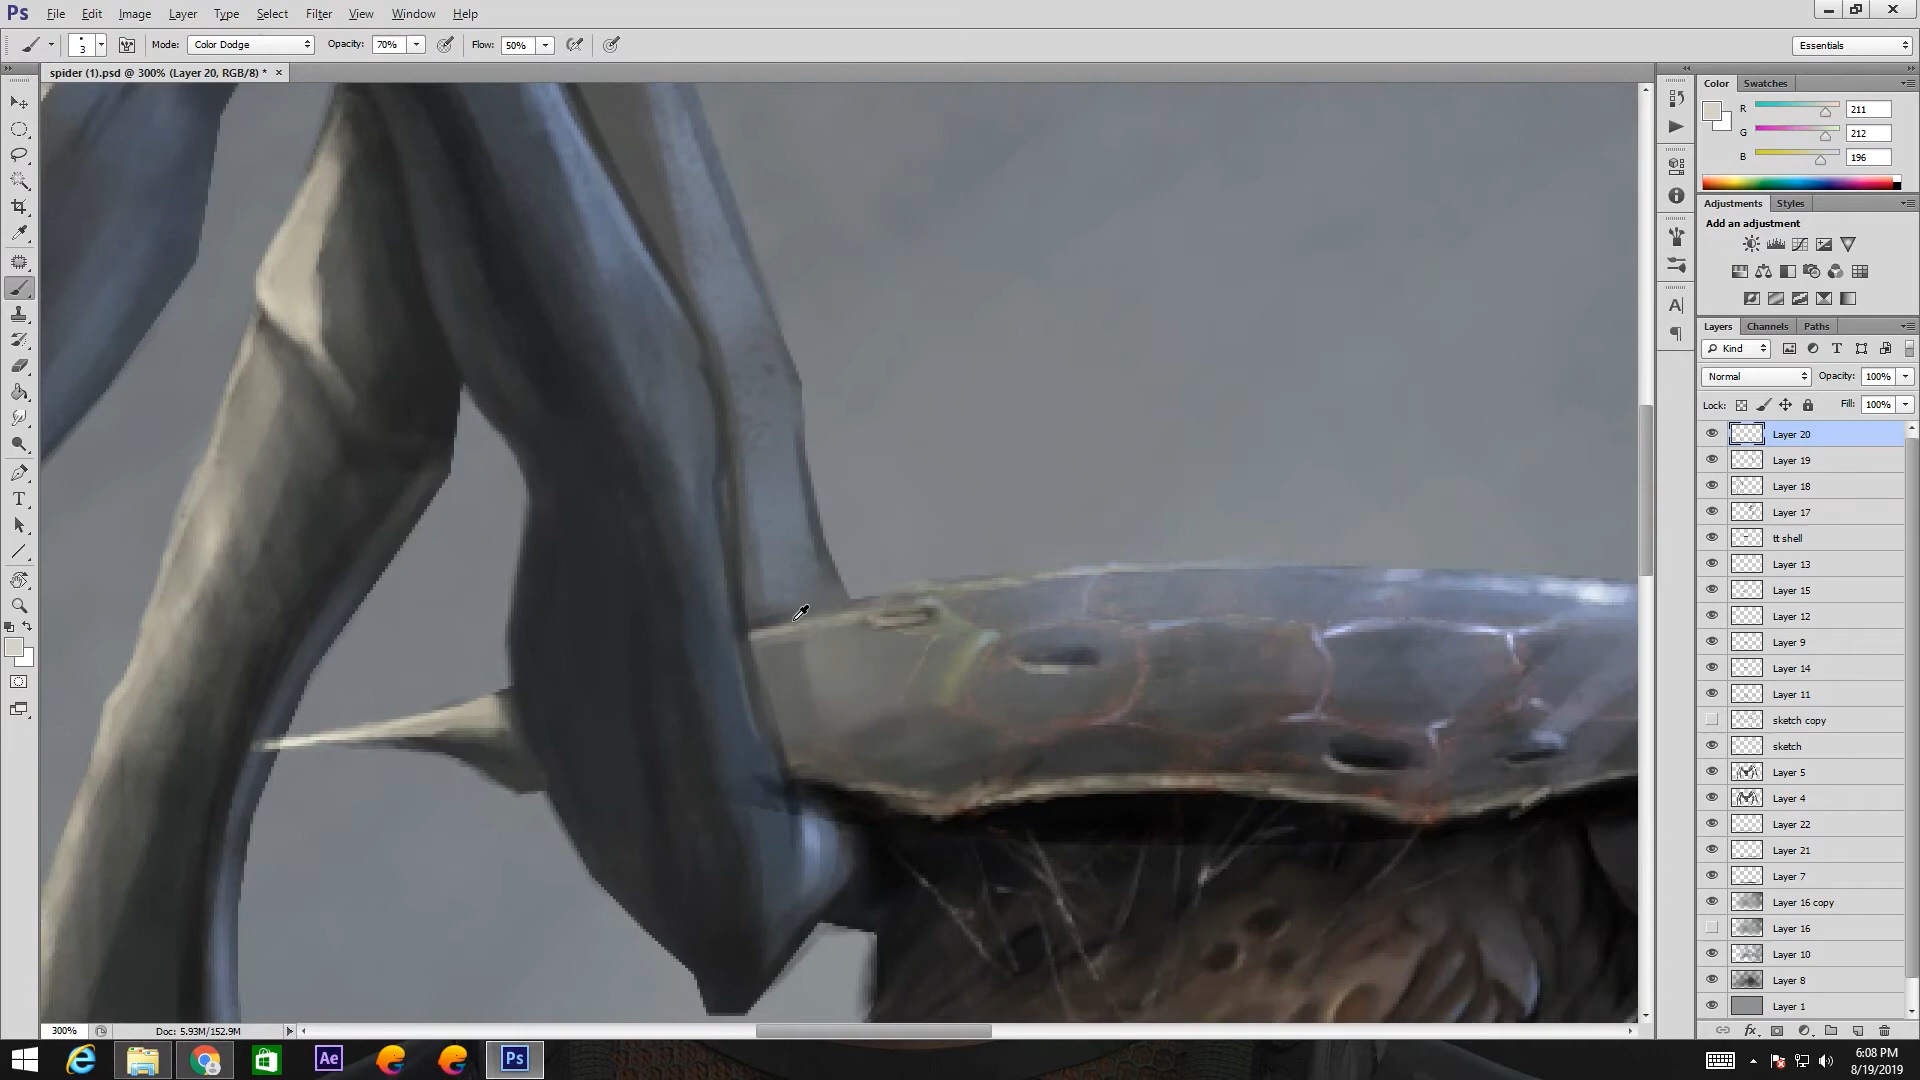 Ps File Edit Image Layer Type Select Filter View Window Help
3 Mode: Color Dodge Opacity: 70% Flow: 50% Essentials
spider (1).psd @ 300% (Layer 20, RGB/8) * ×
Color Swatches
R 211
G 212
B 196
Adjustments Styles
Add an adjustment
Layers Channels Paths
Kind
Normal Opacity: 100%
Lock: Fill: 100%
Layer 20
Layer 19
Layer 18
Layer 17
tt shell
Layer 13
Layer 15
Layer 12
Layer 9
Layer 14
Layer 11
sketch copy
sketch
Layer 5
Layer 4
Layer 22
Layer 21
Layer 7
Layer 16 copy
Layer 16
Layer 10
Layer 8
Layer 1
300% Doc: 5.93M/152.9M
Ae Ps
6:08 PM
8/19/2019